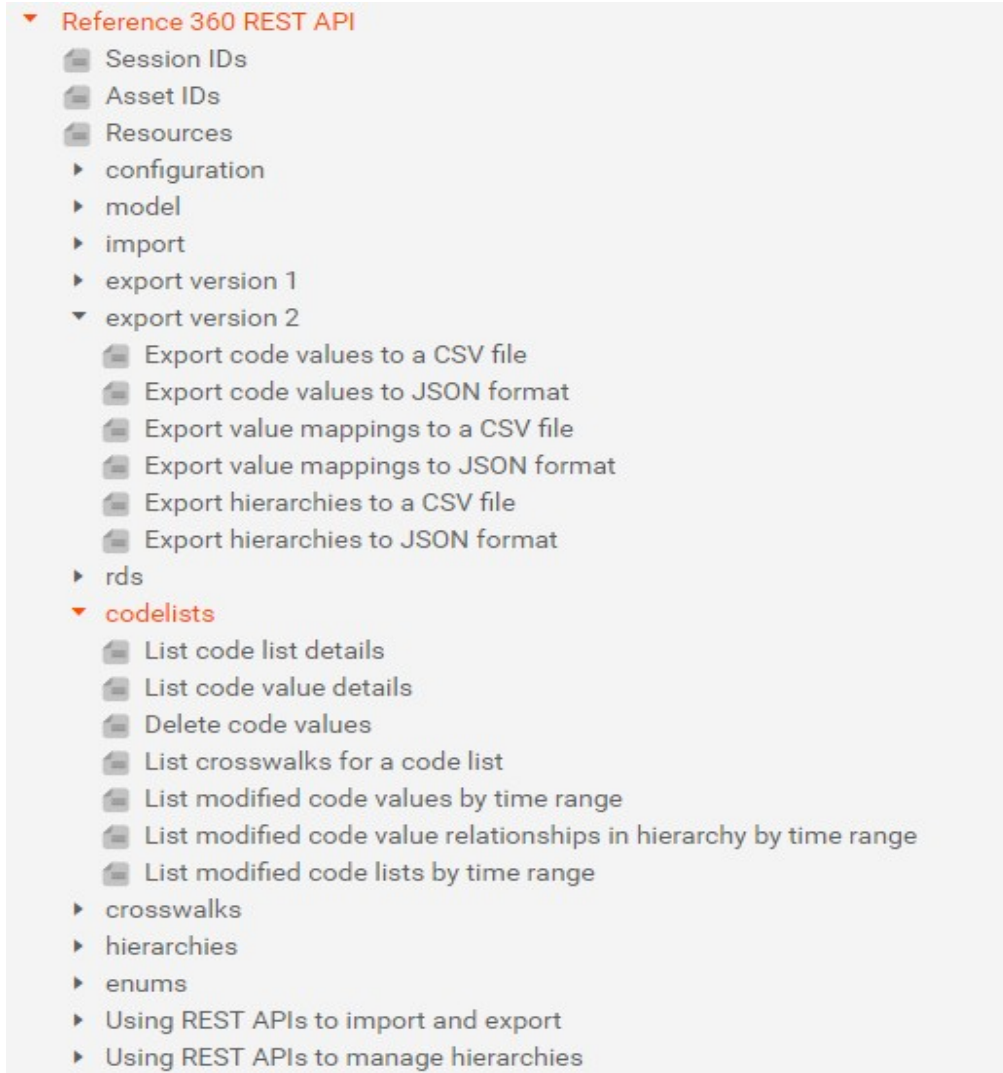 Reference 360 REST API
Session IDs
Asset IDs
Resources
configuration
model
import
export version 1
export version 2
Export code values to a CSV file
Export code values to JSON format
Export value mappings to a CSV file
Export value mappings to JSON format
Export hierarchies to a CSV file
Export hierarchies to JSON format
rds
codelists
List code list details
List code value details
Delete code values
List crosswalks for a code list
List modified code values by time range
List modified code value relationships in hierarchy by time range
List modified code lists by time range
crosswalks
hierarchies
enums
Using REST APIs to import and export
Using REST APIs to manage hierarchies